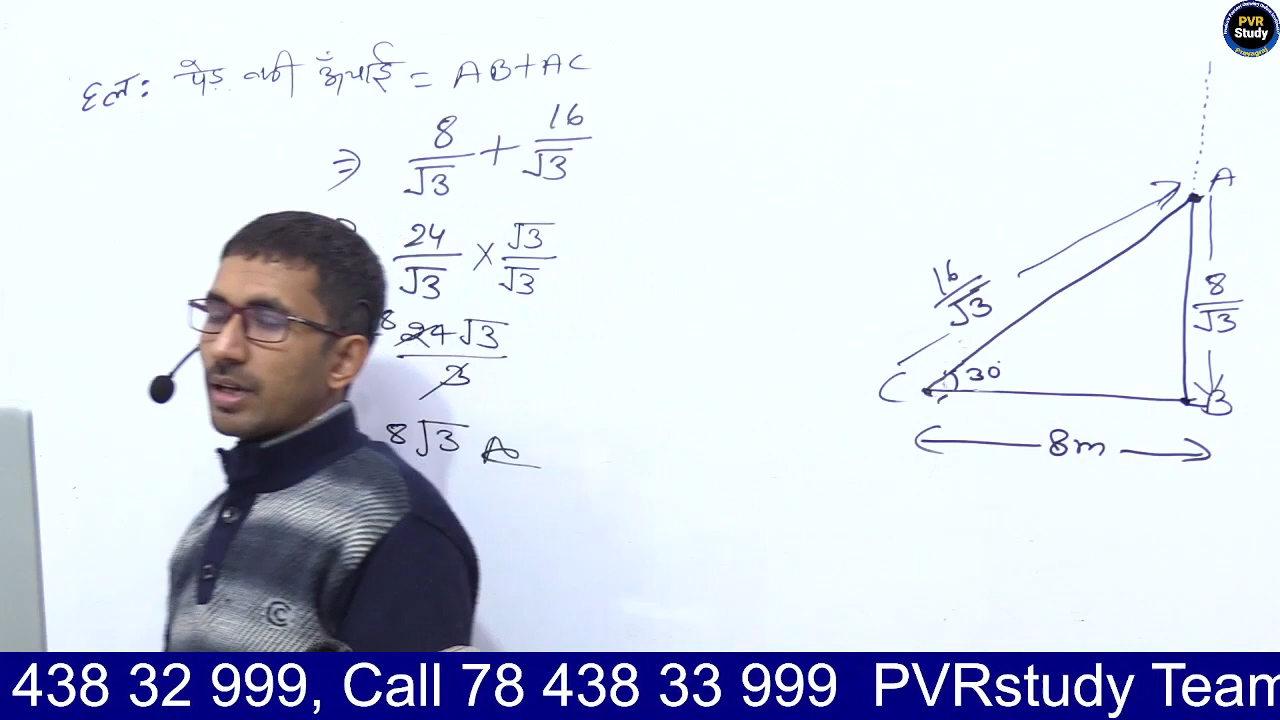 हल: पेड़ की ऊँचाई = AB+AC
⇒ 8/√3 + 16/√3
24/√3 × √3/√3
8 24√3/3
8√3 A
A
16/√3
8/√3
C 30° B
8m
PVR
Study
Prayagraj
438 32 999, Call 78 438 33 999 PVRstudy Team